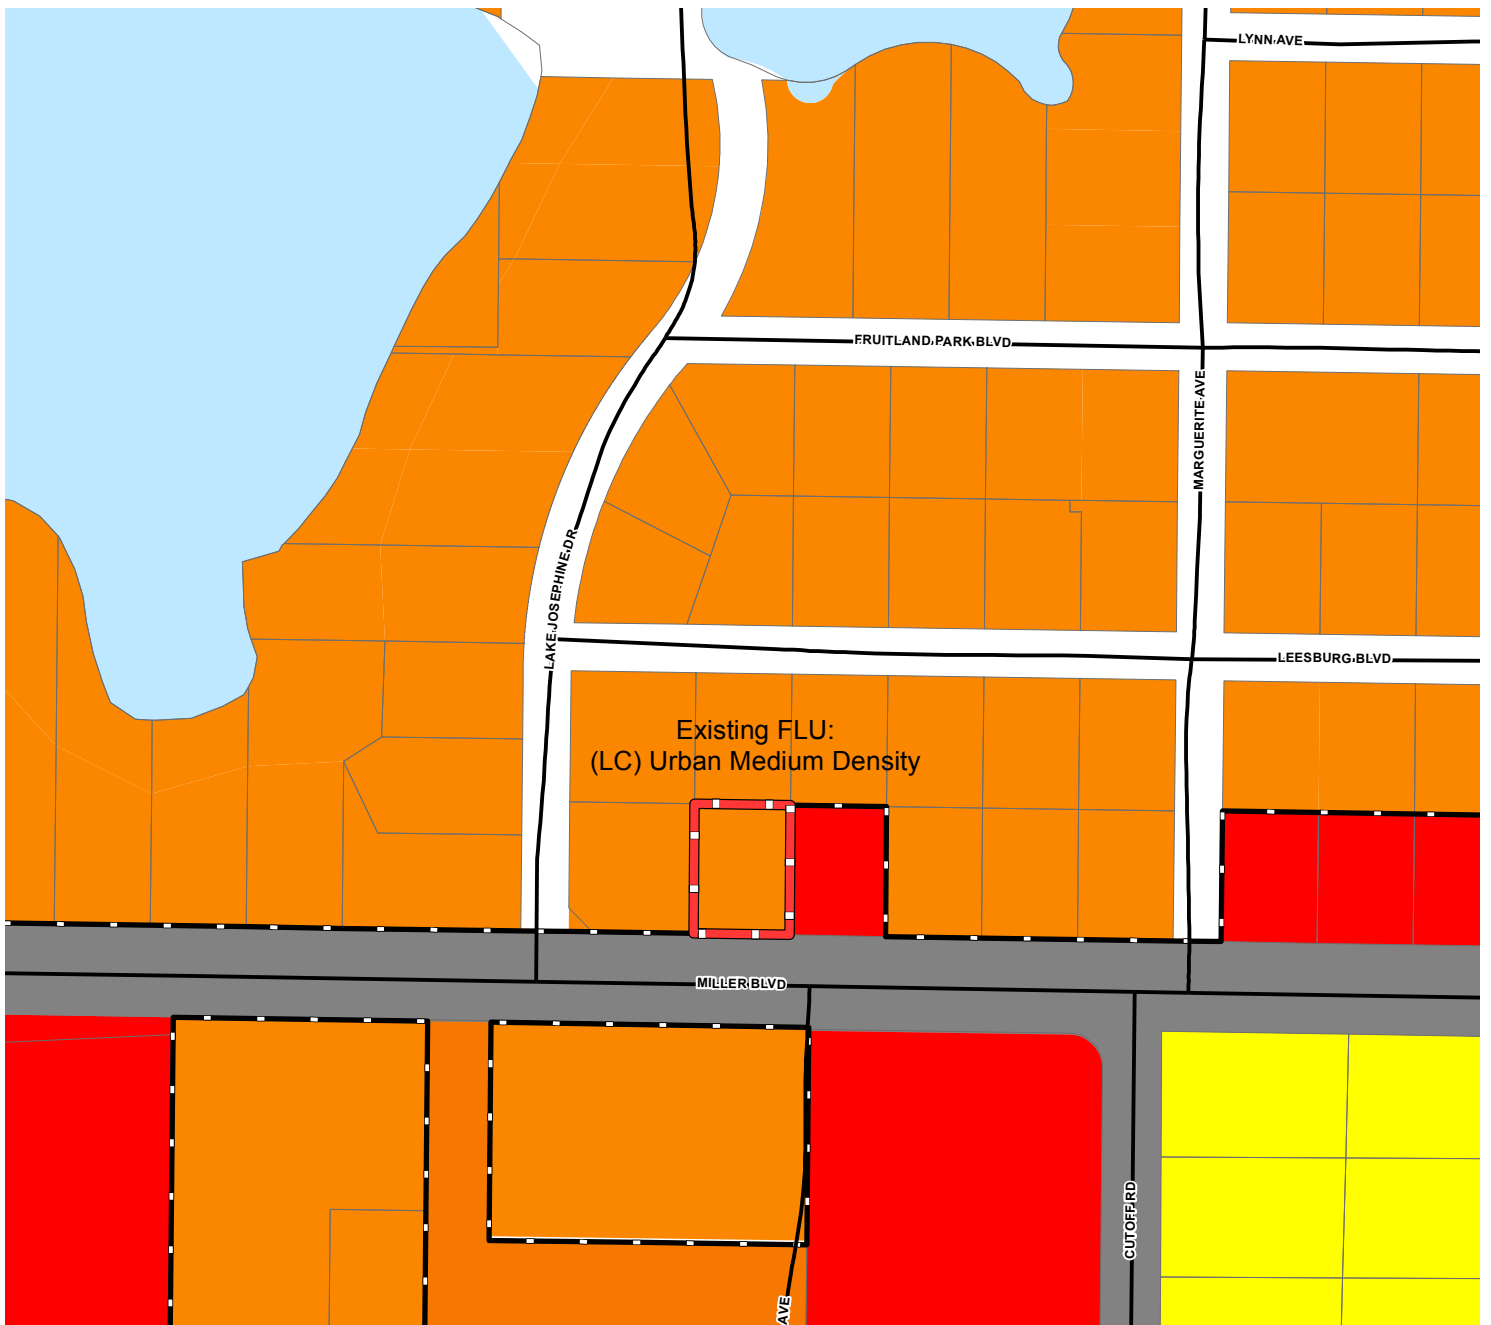 LYNN AVE
FRUITLAND PARK BLVD
MARGUERITE AVE
LAKE JOSEPHINE DR
LEESBURG BLVD
Existing FLU:
(LC) Urban Medium Density
MILLER BLVD
CUTOFF RD
AVE